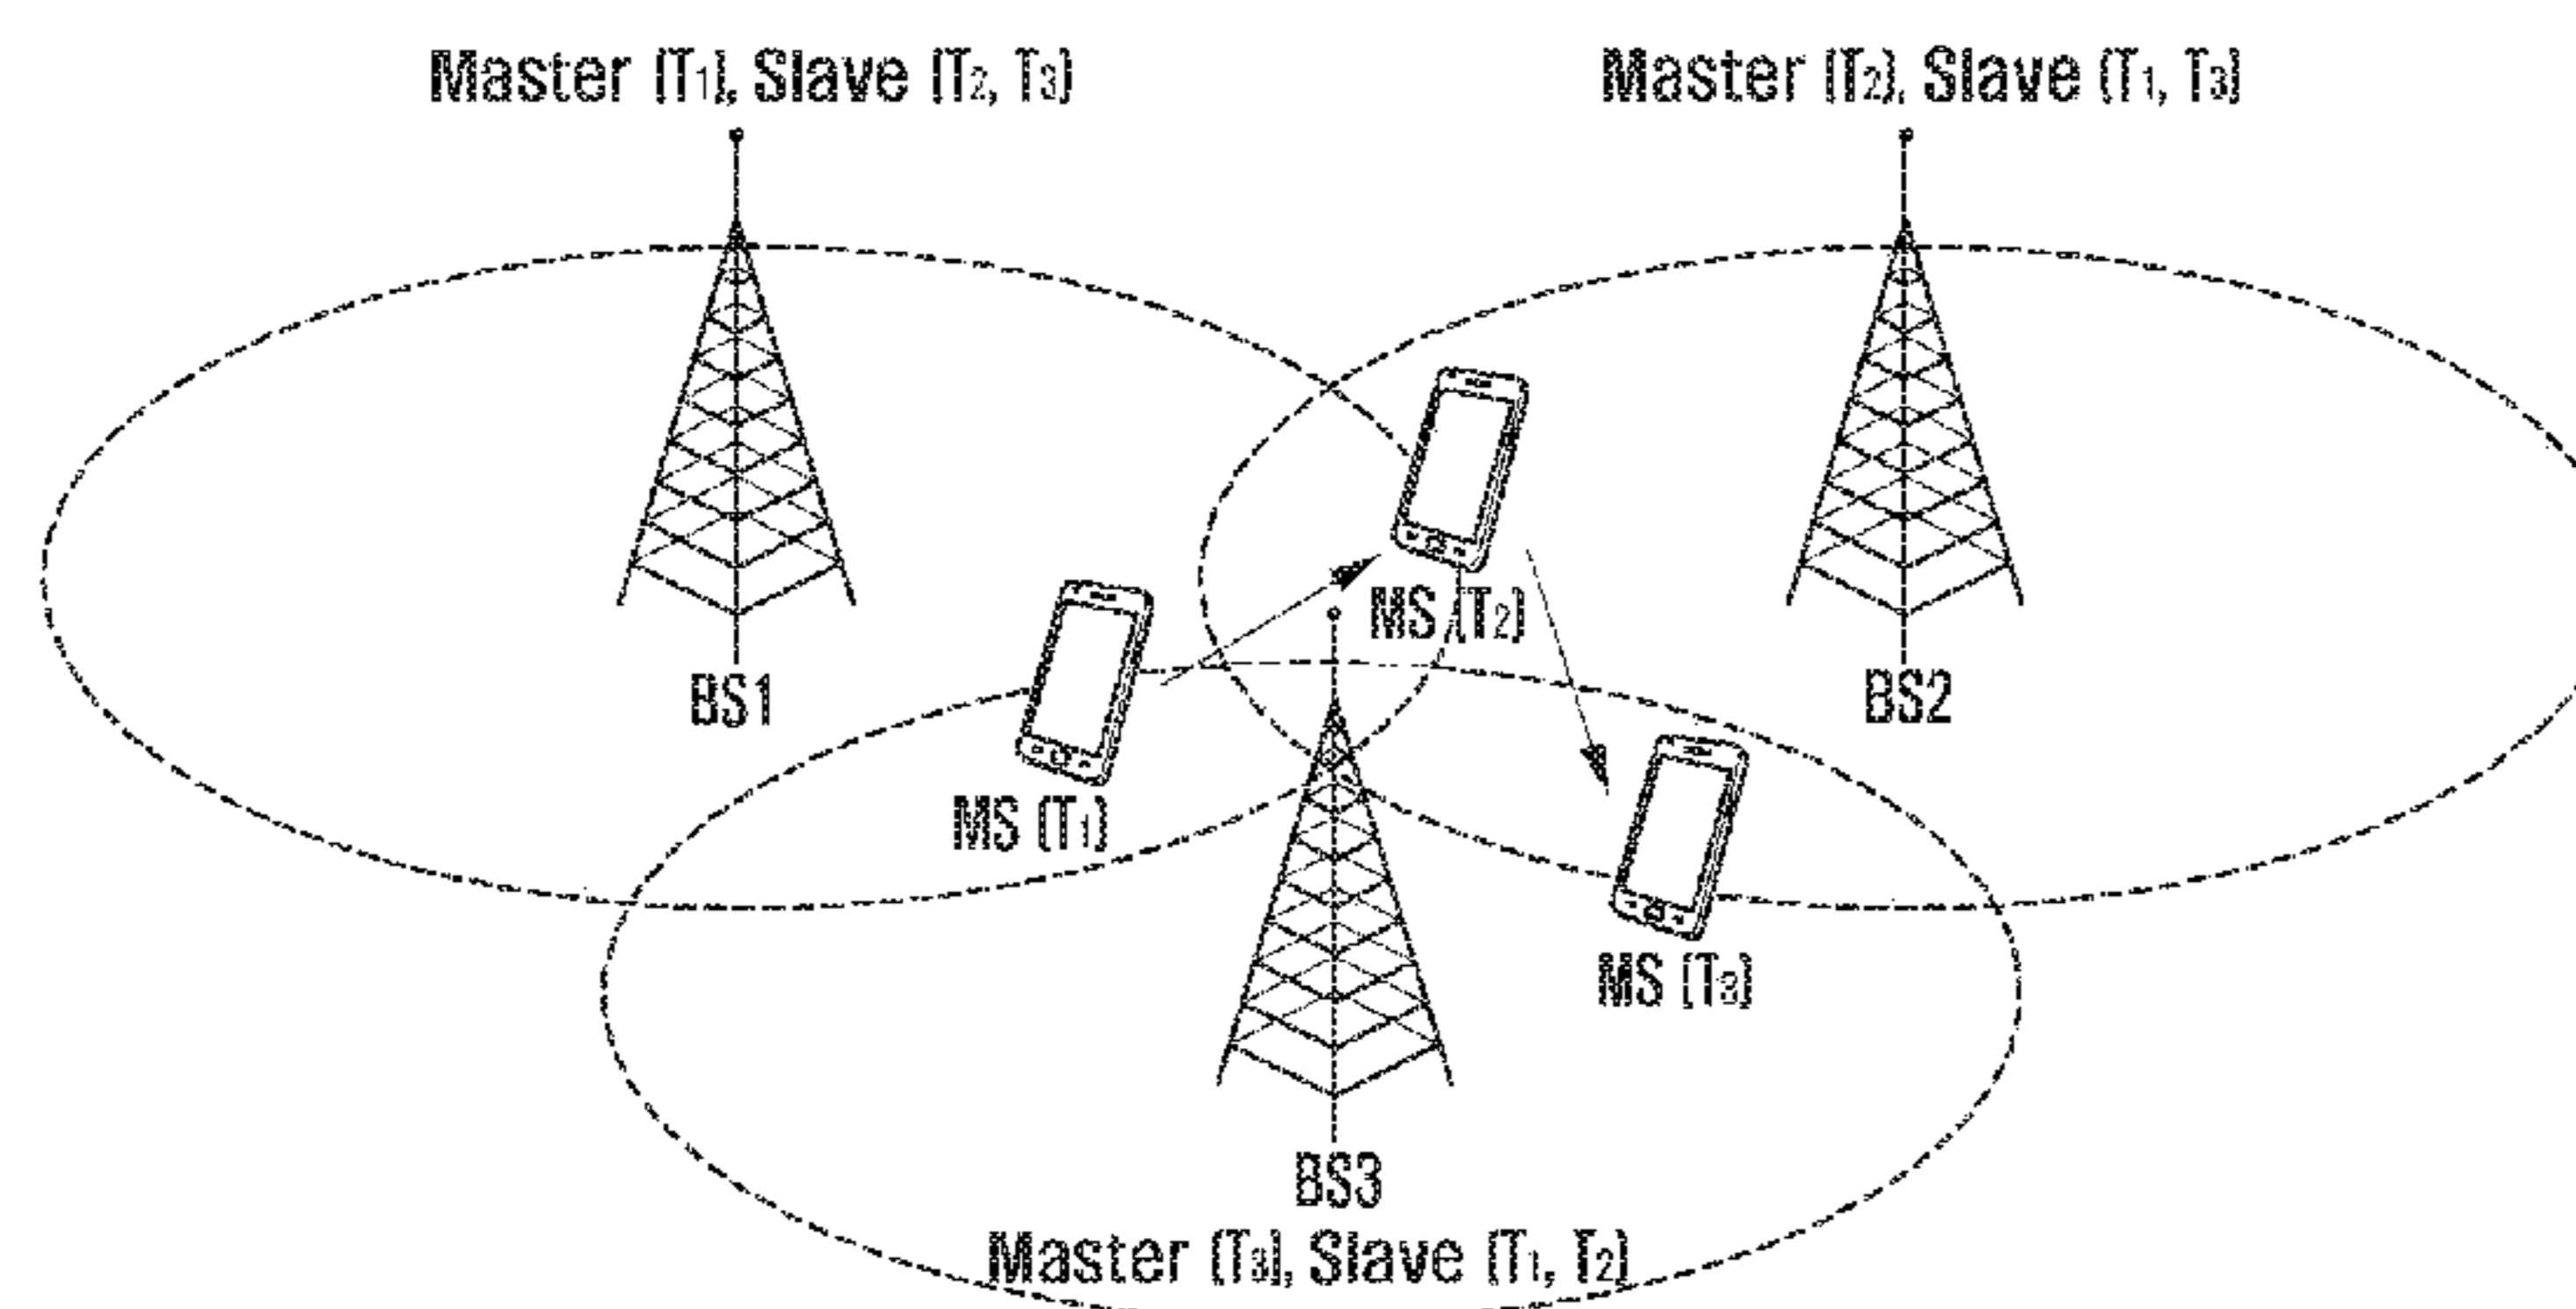 Master (T1), Slave (T2, T3)
Master (T2), Slave (T1, T3)
MS (T2)
BS1
BS2
MS (T1)
MS (T3)
BS3
Master (T3), Slave (T1, T2)